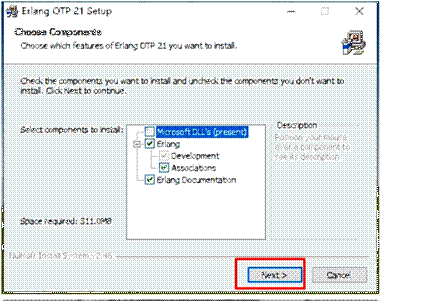 Erlang OTP 21 Setup
Choose Components
Choose which features of Erlang OTP 21 you want to install.
Check the components you want to install and uncheck the components you don't want to
install. Click Next to continue.
Select components to install:
Microsoft DLL's (present)
Erlang
Development
Associations
Erlang Documentation
Description
Position your mouse
over a component to
see its description.
Space required: 311.0MB
Nullsoft Install System v2.46
Next >
Cancel